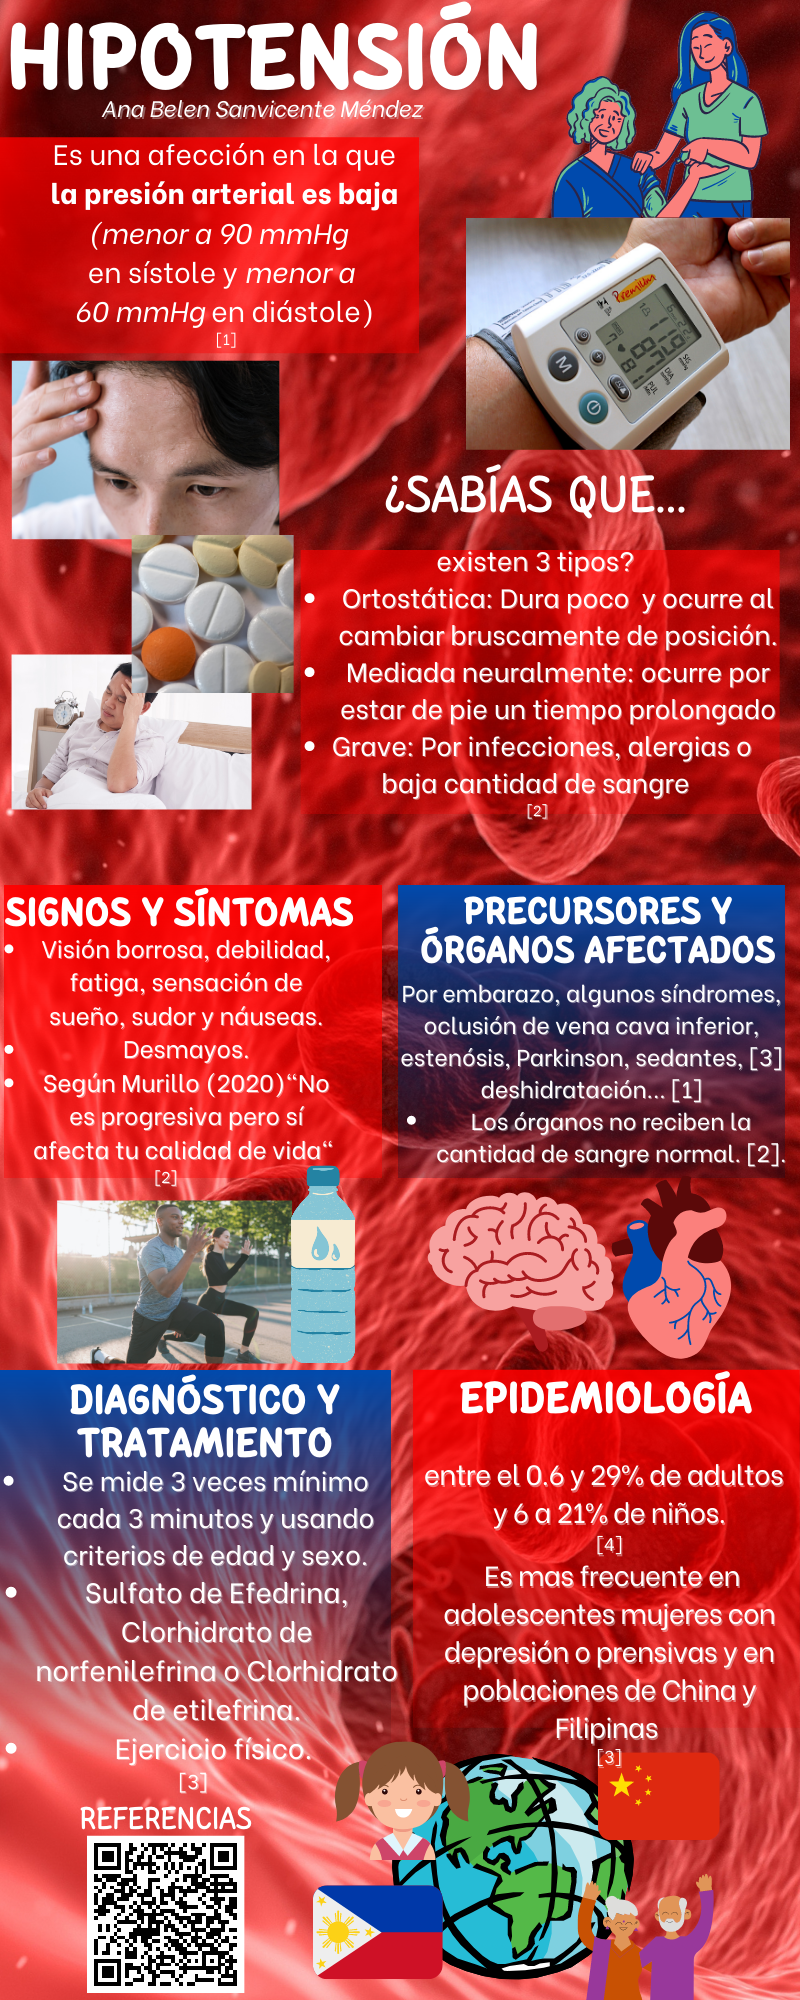 HIPOTENSIÓN
Ana Belen Sanvicente Méndez
Es una afección en la que
la presión arterial es baja
(menor a 90 mmHg
en sístole y menor a
60 mmHg en diástole)
[1]
Premium
M
SIS
DIA
PUL
¿SABÍAS QUE...
existen 3 tipos?
• Ortostática: Dura poco y ocurre al
cambiar bruscamente de posición.
• Mediada neuralmente: ocurre por
estar de pie un tiempo prolongado
• Grave: Por infecciones, alergias o
baja cantidad de sangre
[2]
SIGNOS Y SÍNTOMAS
• Visión borrosa, debilidad,
fatiga, sensación de
sueño, sudor y náuseas.
• Desmayos.
• Según Murillo (2020)“No
es progresiva pero sí
afecta tu calidad de vida“
[2]
PRECURSORES Y
ÓRGANOS AFECTADOS
Por embarazo, algunos síndromes,
oclusión de vena cava inferior,
estenósis, Parkinson, sedantes, [3]
deshidratación... [1]
• Los órganos no reciben la
cantidad de sangre normal. [2].
DIAGNÓSTICO Y
TRATAMIENTO
• Se mide 3 veces mínimo
cada 3 minutos y usando
criterios de edad y sexo.
• Sulfato de Efedrina,
Clorhidrato de
norfenilefrina o Clorhidrato
de etilefrina.
• Ejercicio físico.
[3]
REFERENCIAS
EPIDEMIOLOGÍA
entre el 0.6 y 29% de adultos
y 6 a 21% de niños.
[4]
Es mas frecuente en
adolescentes mujeres con
depresión o prensivas y en
poblaciones de China y
Filipinas
[3]